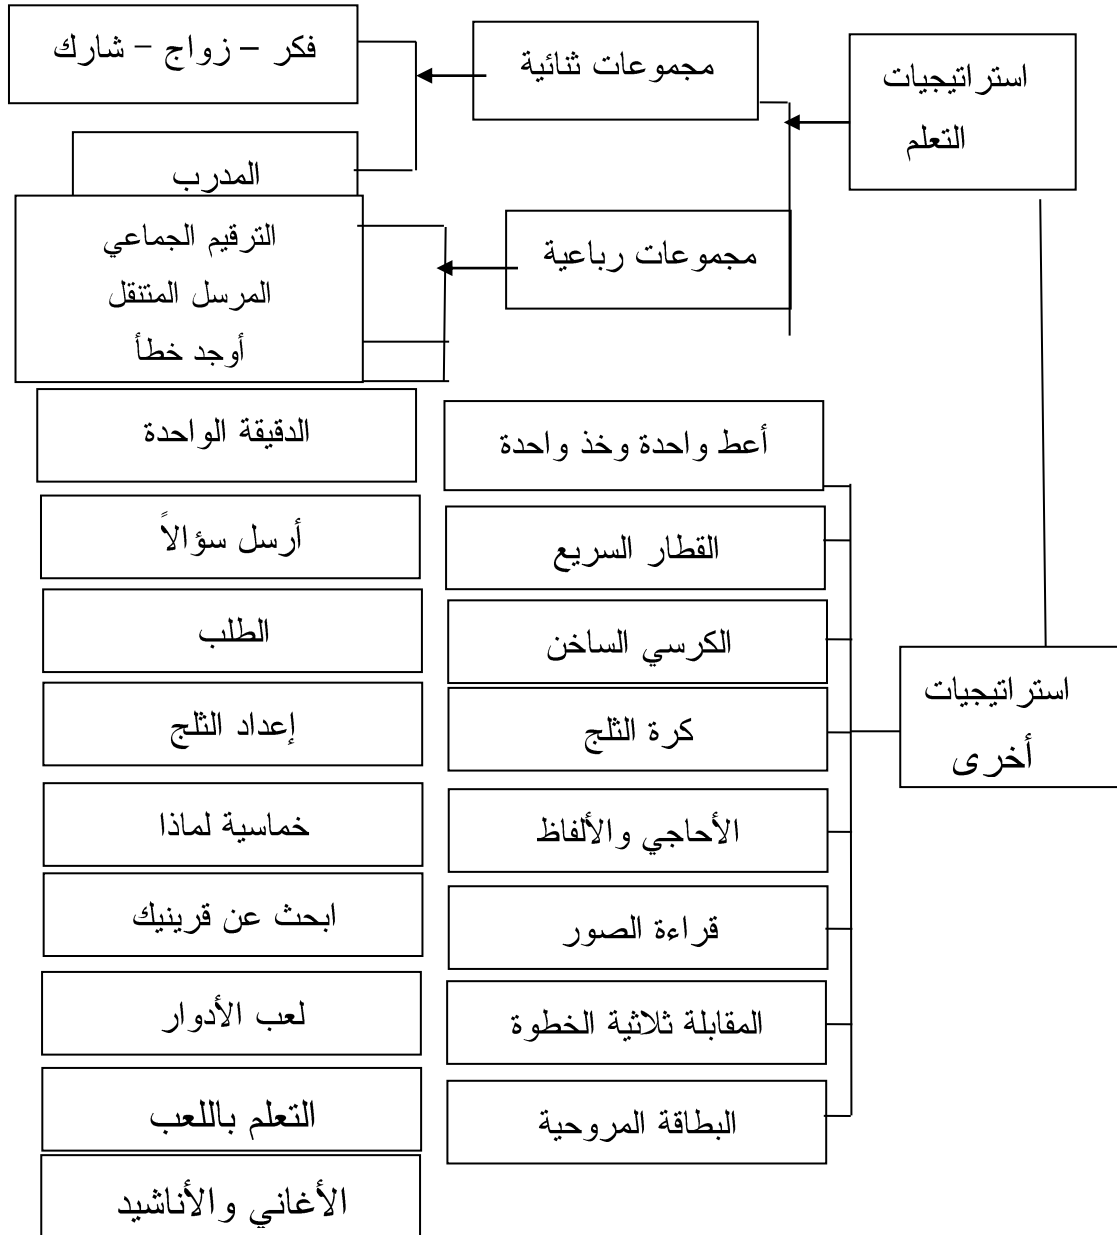 استراتيجيات
التعلم
مجموعات ثنائية
فكر – زواج – شارك
المدرب
مجموعات رباعية
الترقيم الجماعي
المرسل المتنقل
أوجد خطأ
استراتيجيات
أخرى
أعط واحدة وخذ واحدة
القطار السريع
الكرسي الساخن
كرة الثلج
الأحاجي والألفاظ
قراءة الصور
المقابلة ثلاثية الخطوة
البطاقة المروحية
الدقيقة الواحدة
أرسل سؤالاً
الطلب
إعداد الثلج
خماسية لماذا
ابحث عن قرينيك
لعب الأدوار
التعلم باللعب
الأغاني والأناشيد